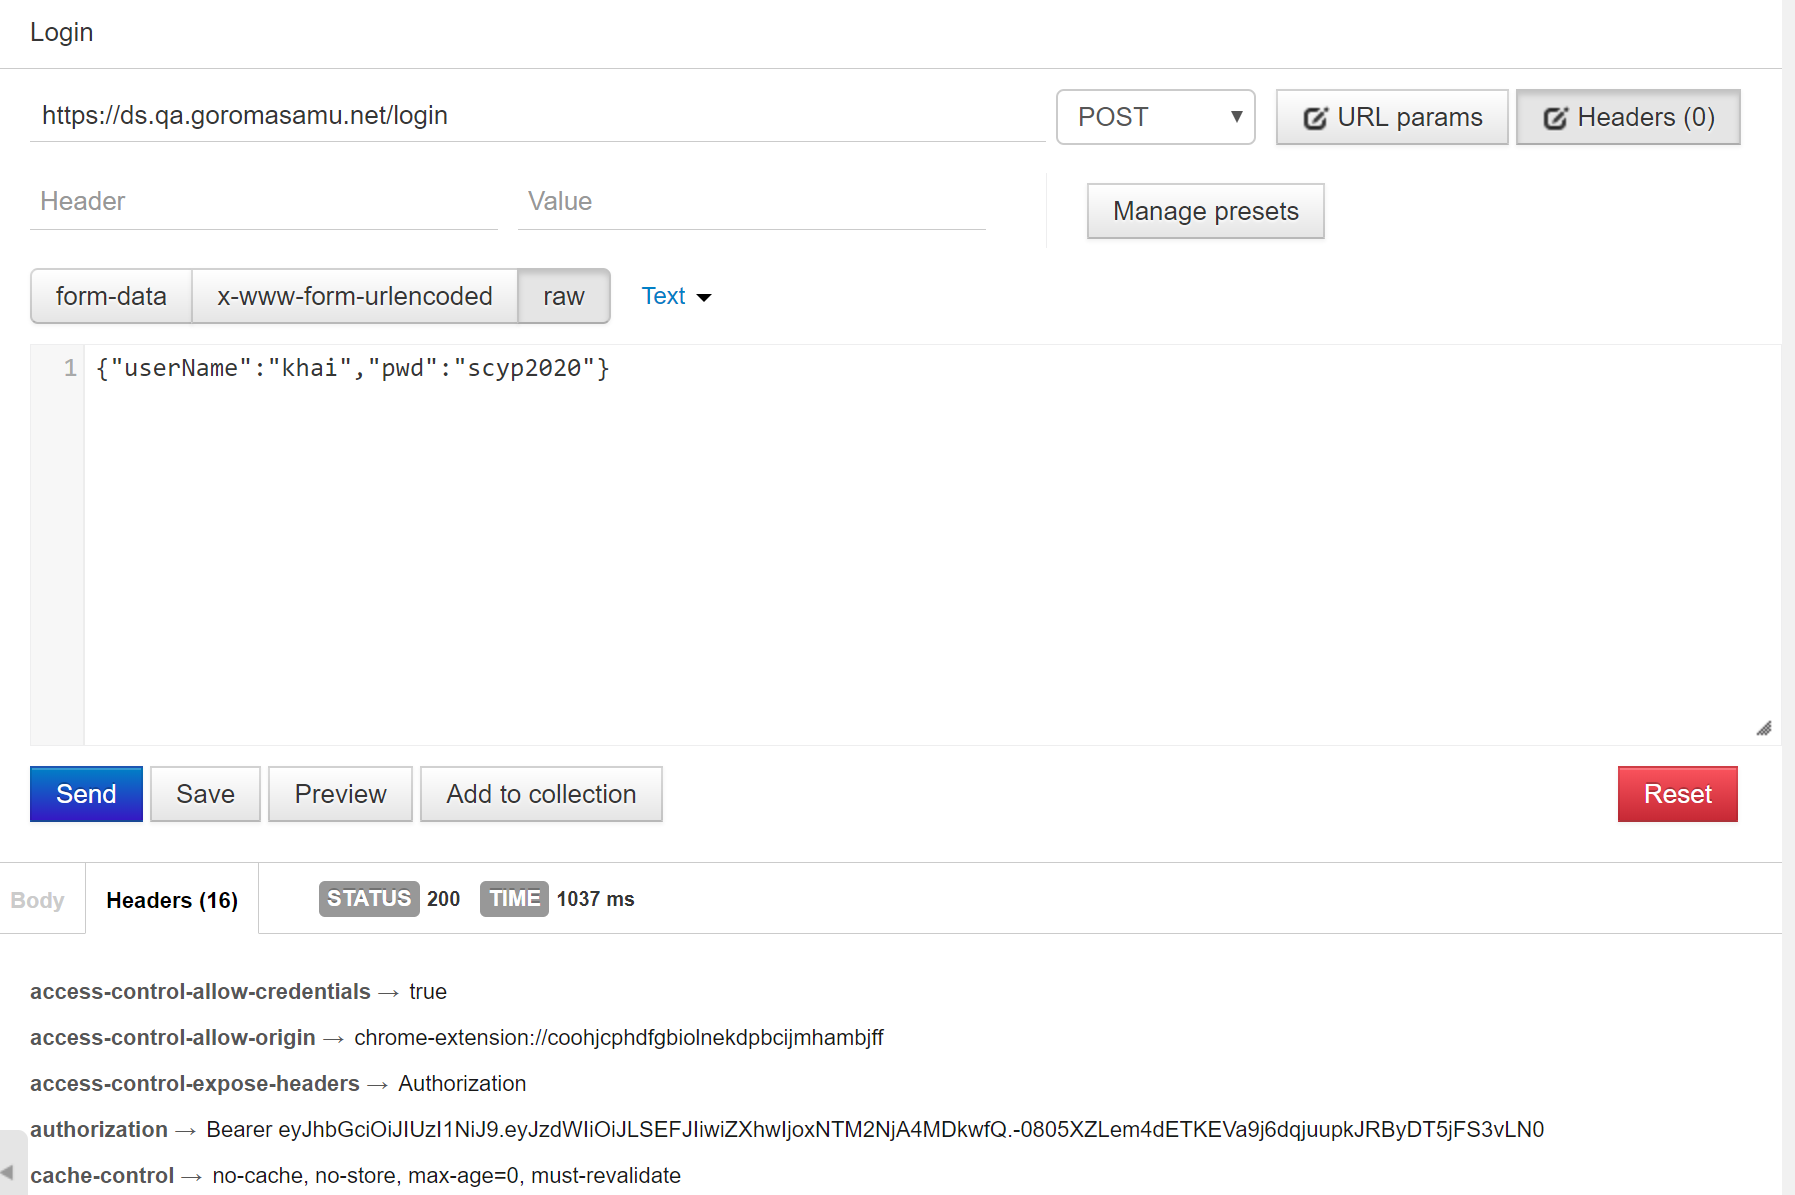 Login
https://ds.qa.goromasamu.net/login POST URL params Headers (0)
Header Value Manage presets
form-data x-www-form-urlencoded raw Text
1 {"userName":"khai","pwd":"scyp2020"}
Send Save Preview Add to collection Reset
Body Headers (16) STATUS 200 TIME 1037 ms
access-control-allow-credentials → true
access-control-allow-origin → chrome-extension://coohjcphdfgbiolnekdpbcijmhambjff
access-control-expose-headers → Authorization
authorization → Bearer eyJhbGciOiJIUzI1NiJ9.eyJzdWIiOiJLSEFJIiwiZXhwIjoxNTM2NjA4MDkwfQ.-0805XZLem4dETKEVa9j6dqjuupkJRByDT5jFS3vLN0
cache-control → no-cache, no-store, max-age=0, must-revalidate